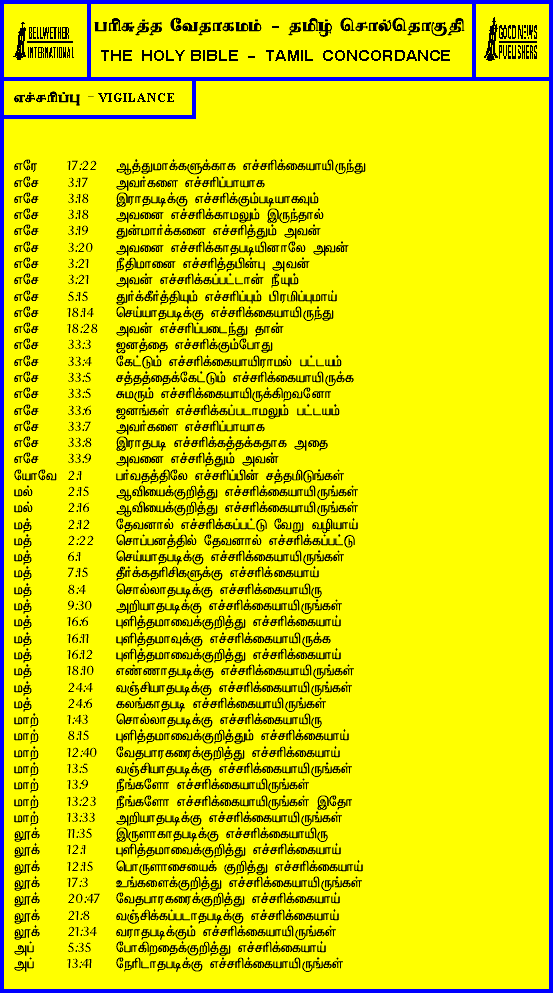 BELLWETHER
INTERNATIONAL
பரிசுத்த வேதாகமம் - தமிழ் சொல்தொகுதி
THE HOLY BIBLE - TAMIL CONCORDANCE
GOOD NEWS
PUBLISHERS
எச்சரிப்பு - VIGILANCE
எரே 17:22 ஆத்துமாக்களுக்காக எச்சரிக்கையாயிருந்து
எசே 3:17 அவர்களை எச்சரிப்பாயாக
எசே 3:18 இராதபடிக்கு எச்சரிக்கும்படியாகவும்
எசே 3:18 அவனை எச்சரிக்காமலும் இருந்தால்
எசே 3:19 துன்மார்க்கனை எச்சரித்தும் அவன்
எசே 3:20 அவனை எச்சரிக்காதபடியினாலே அவன்
எசே 3:21 நீதிமானை எச்சரித்தபின்பு அவன்
எசே 3:21 அவன் எச்சரிக்கப்பட்டான் நீயும்
எசே 5:15 துர்க்கீர்த்தியும் எச்சரிப்பும் பிரமிப்புமாய்
எசே 18:14 செய்யாதபடிக்கு எச்சரிக்கையாயிருந்து
எசே 18:28 அவன் எச்சரிப்படைந்து தான்
எசே 33:3 ஜனத்தை எச்சரிக்கும்போது
எசே 33:4 கேட்டும் எச்சரிக்கையாயிராமல் பட்டயம்
எசே 33:5 சத்தத்தைக்கேட்டும் எச்சரிக்கையாயிருக்க
எசே 33:5 சுமரும் எச்சரிக்கையாயிருக்கிறவனோ
எசே 33:6 ஜனங்கள் எச்சரிக்கப்படாமலும் பட்டயம்
எசே 33:7 அவர்களை எச்சரிப்பாயாக
எசே 33:8 இராதபடி எச்சரிக்கத்தக்கதாக அதை
எசே 33:9 அவனை எச்சரித்தும் அவன்
யோவே 2:1 பர்வதத்திலே எச்சரிப்பின் சத்தமிடுங்கள்
மல் 2:15 ஆவியைக்குறித்து எச்சரிக்கையாயிருங்கள்
மல் 2:16 ஆவியைக்குறித்து எச்சரிக்கையாயிருங்கள்
மத் 2:12 தேவனால் எச்சரிக்கப்பட்டு வேறு வழியாய்
மத் 2:22 சொப்பனத்தில் தேவனால் எச்சரிக்கப்பட்டு
மத் 6:1 செய்யாதபடிக்கு எச்சரிக்கையாயிருங்கள்
மத் 7:15 தீர்க்கதரிசிகளுக்கு எச்சரிக்கையாய்
மத் 8:4 சொல்லாதபடிக்கு எச்சரிக்கையாயிரு
மத் 9:30 அறியாதபடிக்கு எச்சரிக்கையாயிருங்கள்
மத் 16:6 புளித்தமாவைக்குறித்து எச்சரிக்கையாய்
மத் 16:11 புளித்தமாவுக்கு எச்சரிக்கையாயிருக்க
மத் 16:12 புளித்தமாவைக்குறித்து எச்சரிக்கையாய்
மத் 18:10 எண்ணாதபடிக்கு எச்சரிக்கையாயிருங்கள்
மத் 24:4 வஞ்சியாதபடிக்கு எச்சரிக்கையாயிருங்கள்
மத் 24:6 கலங்காதபடி எச்சரிக்கையாயிருங்கள்
மாற் 1:43 சொல்லாதபடிக்கு எச்சரிக்கையாயிரு
மாற் 8:15 புளித்தமாவைக்குறித்தும் எச்சரிக்கையாய்
மாற் 12:40 வேதபாரகரைக்குறித்து எச்சரிக்கையாய்
மாற் 13:5 வஞ்சியாதபடிக்கு எச்சரிக்கையாயிருங்கள்
மாற் 13:9 நீங்களோ எச்சரிக்கையாயிருங்கள்
மாற் 13:23 நீங்களோ எச்சரிக்கையாயிருங்கள் இதோ
மாற் 13:33 அறியாதபடிக்கு எச்சரிக்கையாயிருங்கள்
லூக் 11:35 இருளாகாதபடிக்கு எச்சரிக்கையாயிரு
லூக் 12:1 புளித்தமாவைக்குறித்து எச்சரிக்கையாய்
லூக் 12:15 பொருளாசையைக் குறித்து எச்சரிக்கையாய்
லூக் 17:3 உங்களைக்குறித்து எச்சரிக்கையாயிருங்கள்
லூக் 20:47 வேதபாரகரைக்குறித்து எச்சரிக்கையாய்
லூக் 21:8 வஞ்சிக்கப்படாதபடிக்கு எச்சரிக்கையாய்
லூக் 21:34 வராதபடிக்கும் எச்சரிக்கையாயிருங்கள்
அப் 5:35 போகிறதைக்குறித்து எச்சரிக்கையாய்
அப் 13:41 நேரிடாதபடிக்கு எச்சரிக்கையாயிருங்கள்